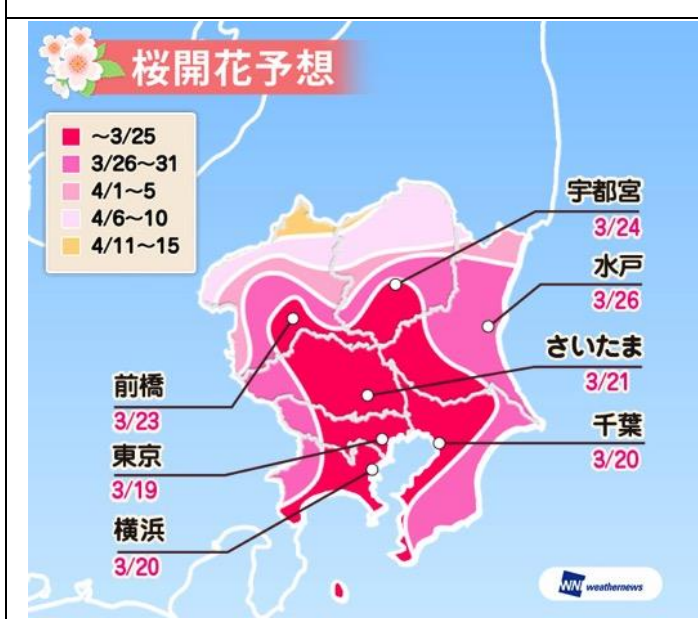 桜開花予想
～3/25
3/26～31
4/1～5
4/6～10
4/11～15
宇都宮
3/24
水戸
3/26
さいたま
3/21
千葉
3/20
前橋
3/23
東京
3/19
横浜
3/20
WNI weathernews